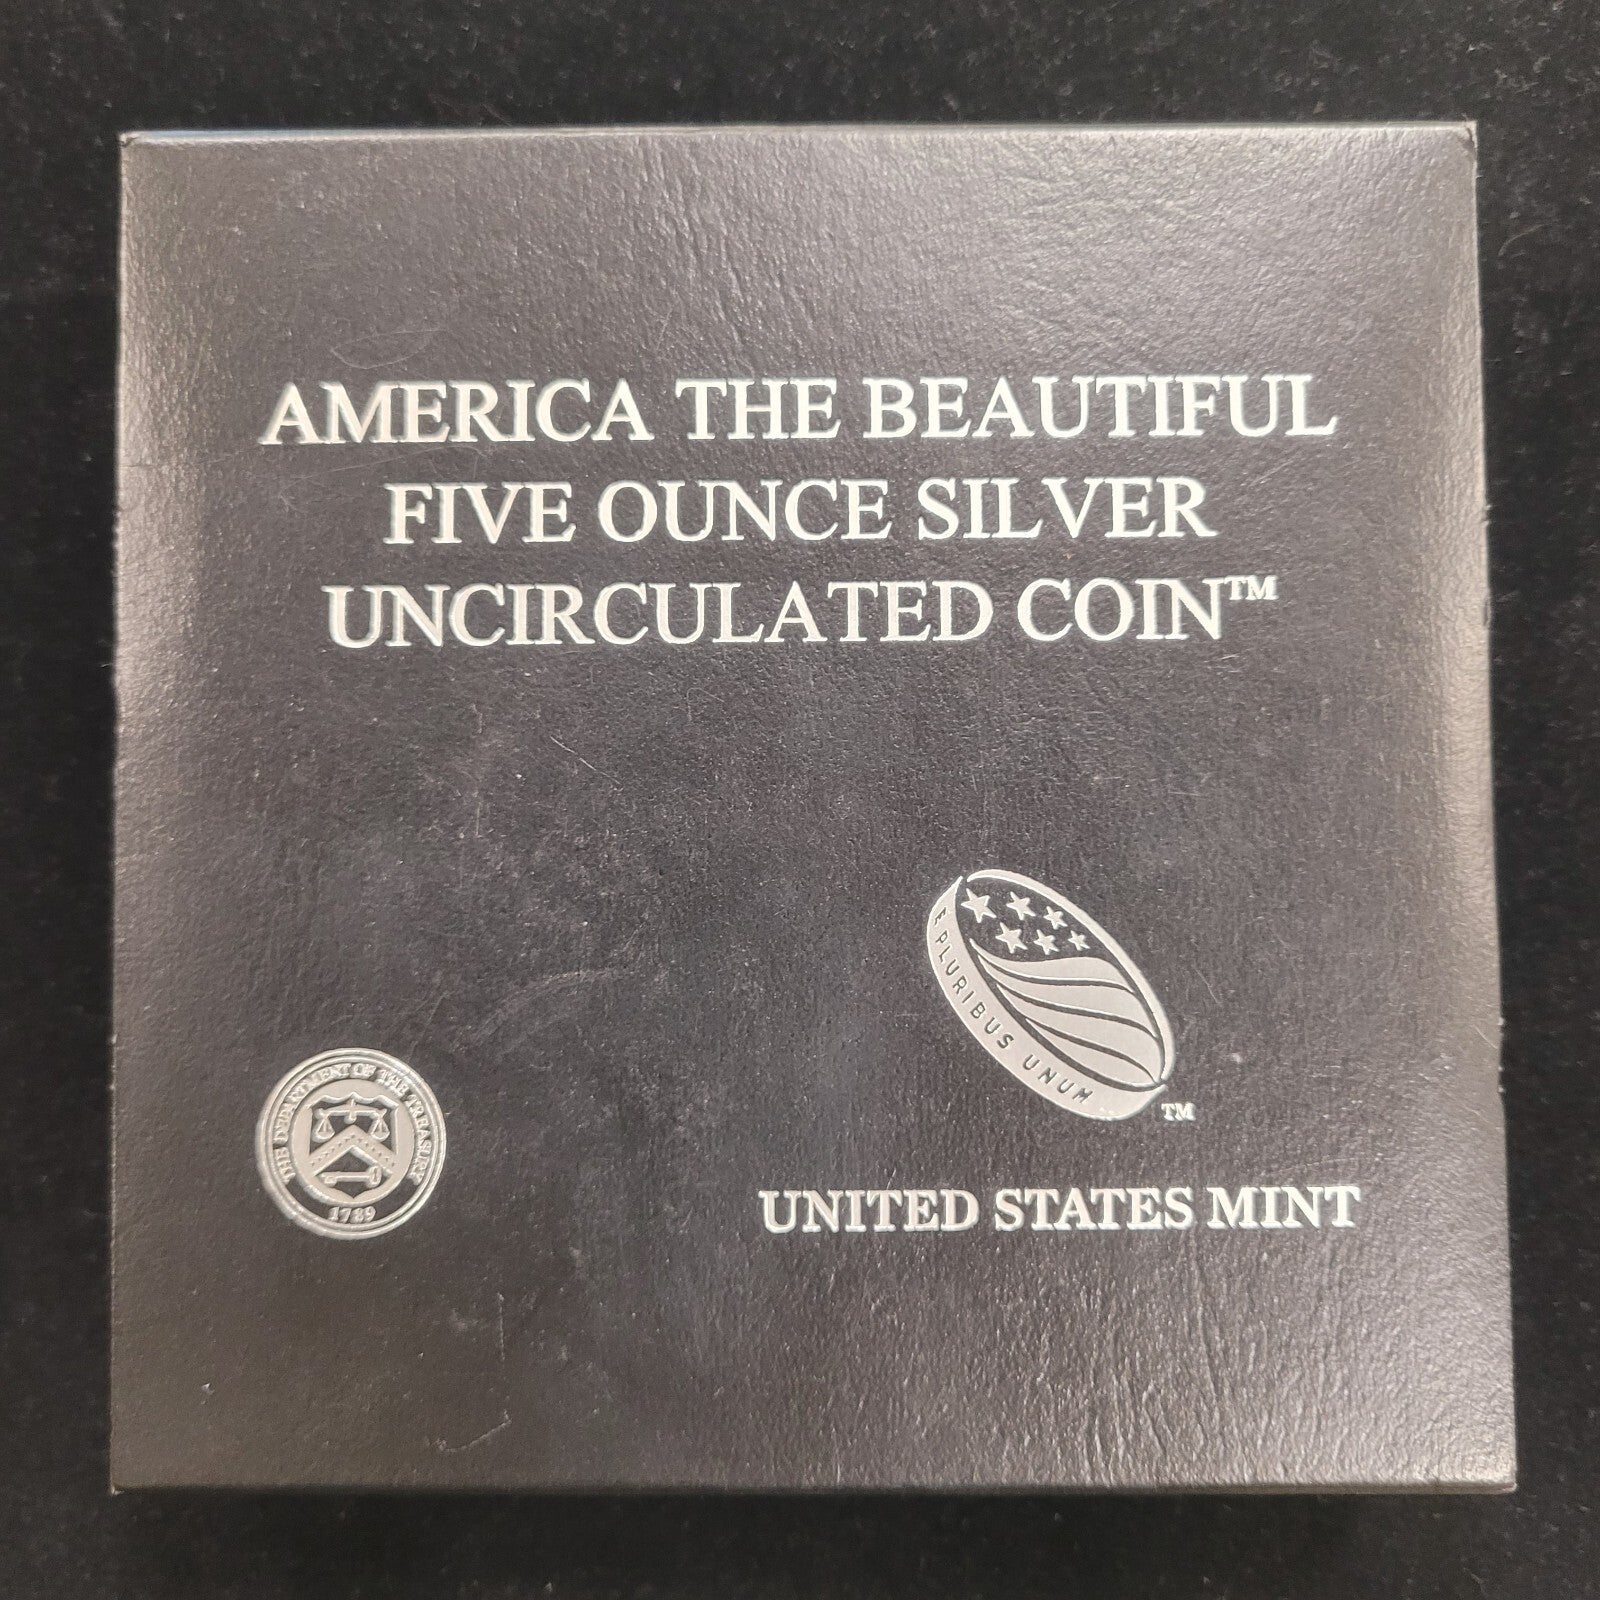 AMERICA THE BEAUTIFUL
FIVE OUNCE SILVER
UNCIRCULATED COIN™
E PLURIBUS UNUM
™
THE DEPARTMENT OF THE TREASURY
1789
UNITED STATES MINT